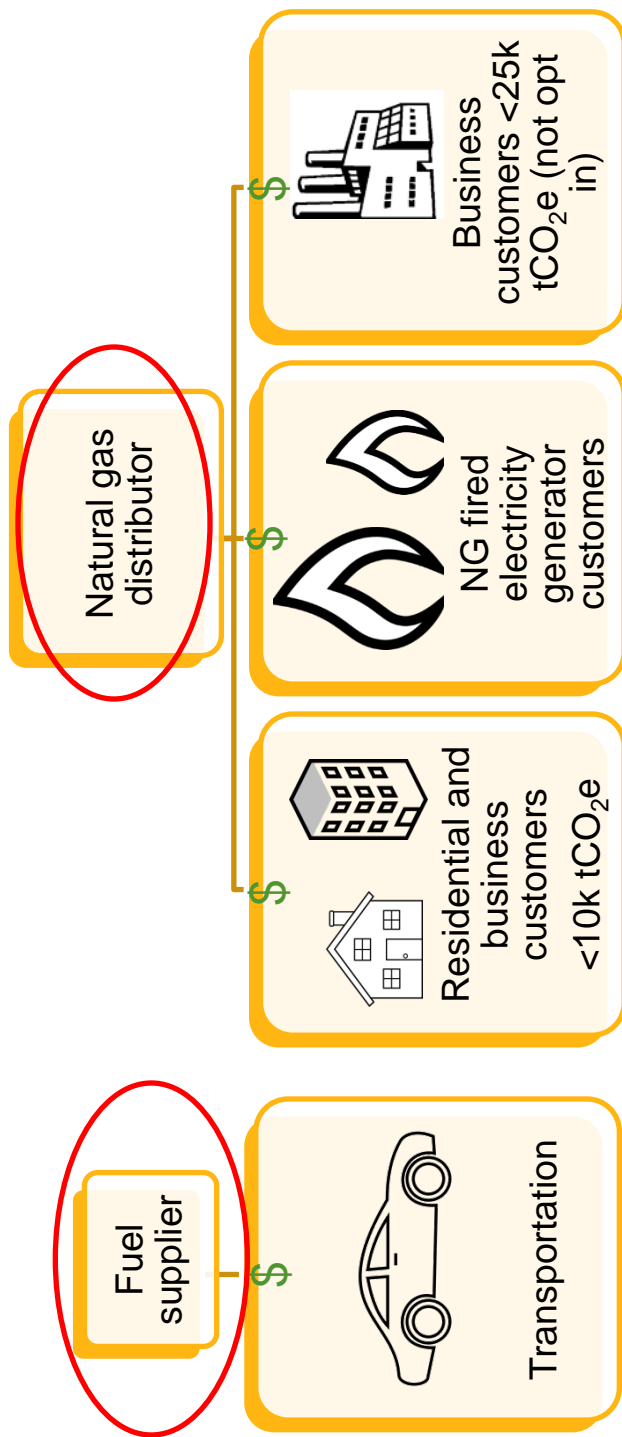 Fuel
supplier
$
Transportation
Natural gas
distributor
$
Residential and
business
customers
<10k tCO₂e
$
NG fired
electricity
generator
customers
$
Business
customers <25k
tCO₂e (not opt
in)